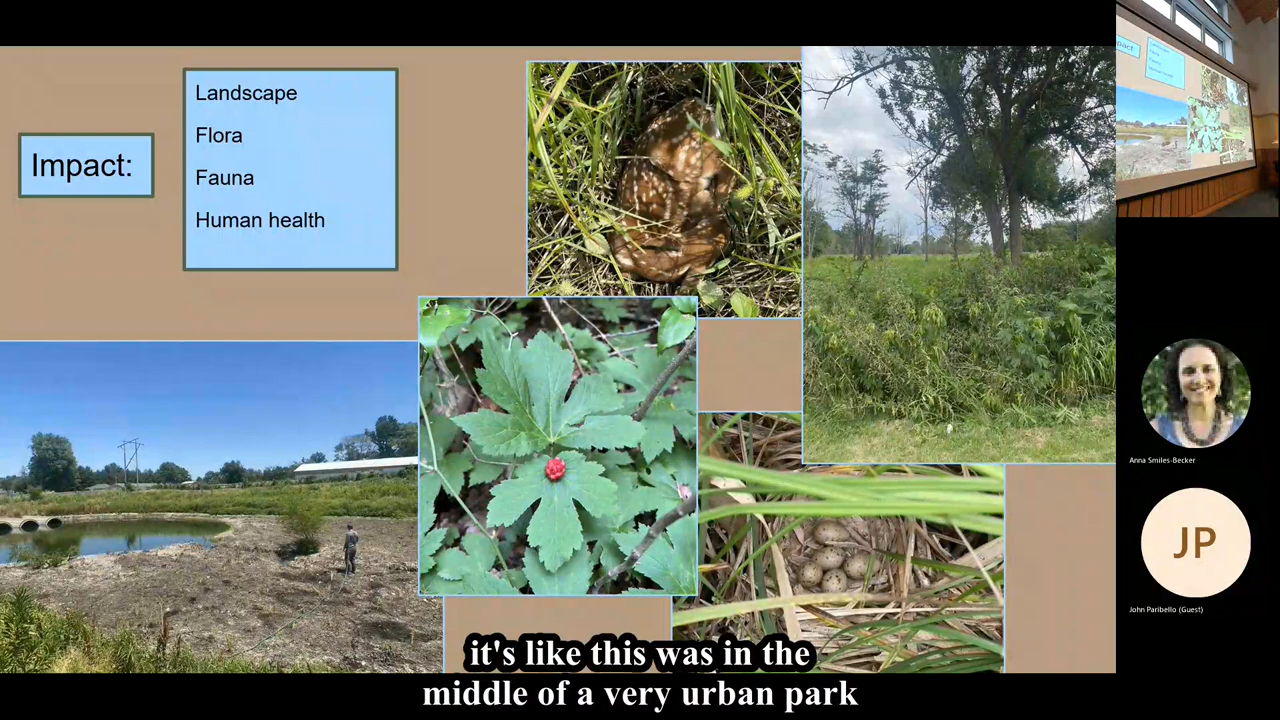 Impact:
Landscape
Flora
Fauna
Human health
Anna Smiles-Becker
JP
John Paribello (Guest)
it's like this was in the
middle of a very urban park